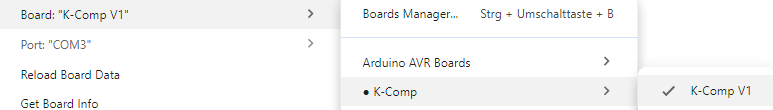 Board: "K-Comp V1"
Boards Manager... Strg + Umschalttaste + B
Port: "COM3"
Arduino AVR Boards
Reload Board Data
● K-Comp
K-Comp V1
Get Board Info